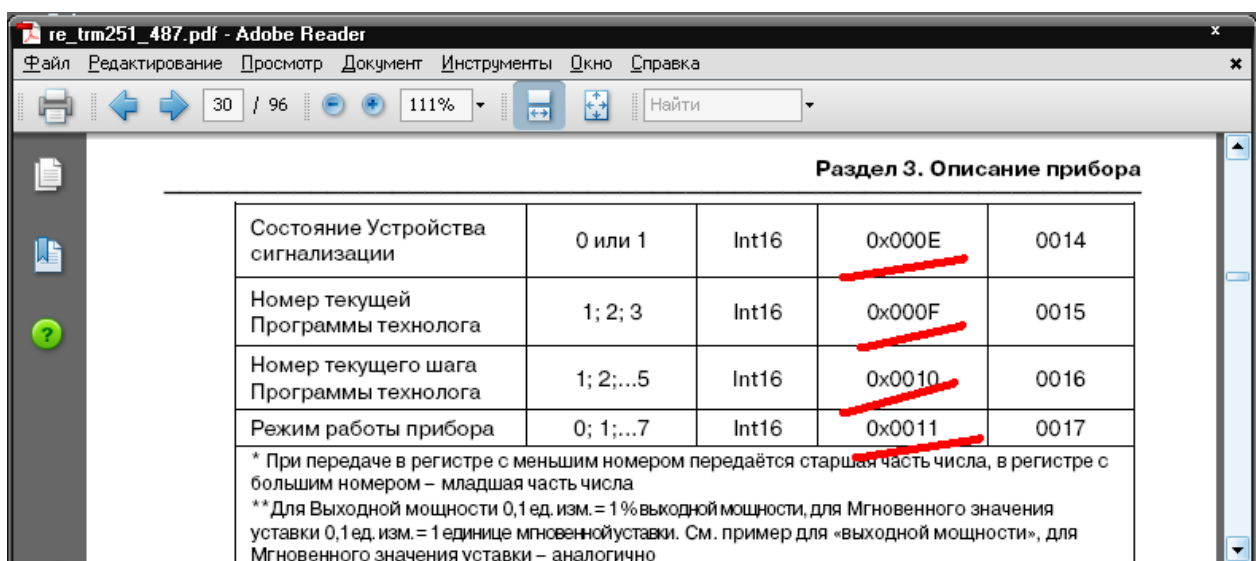 re_trm251_487.pdf - Adobe Reader
Файл Редактирование Просмотр Документ Инструменты Окно Справка
30 / 96 111% Найти
Раздел 3. Описание прибора
Состояние Устройства
сигнализации
0 или 1 Int16 0x000E 0014
Номер текущей
Программы технолога
1; 2; 3 Int16 0x000F 0015
Номер текущего шага
Программы технолога
1; 2;...5 Int16 0x0010 0016
Режим работы прибора 0; 1;...7 Int16 0x0011 0017
* При передаче в регистре с меньшим номером передаётся старшая часть числа, в регистре с
большим номером – младшая часть числа
**Для Выходной мощности 0,1 ед. изм. = 1 % выходной мощности, для Мгновенного значения
уставки 0,1 ед. изм. = 1 единице мгновенной уставки. См. пример для «выходной мощности», для
Мгновенного значения уставки – аналогично